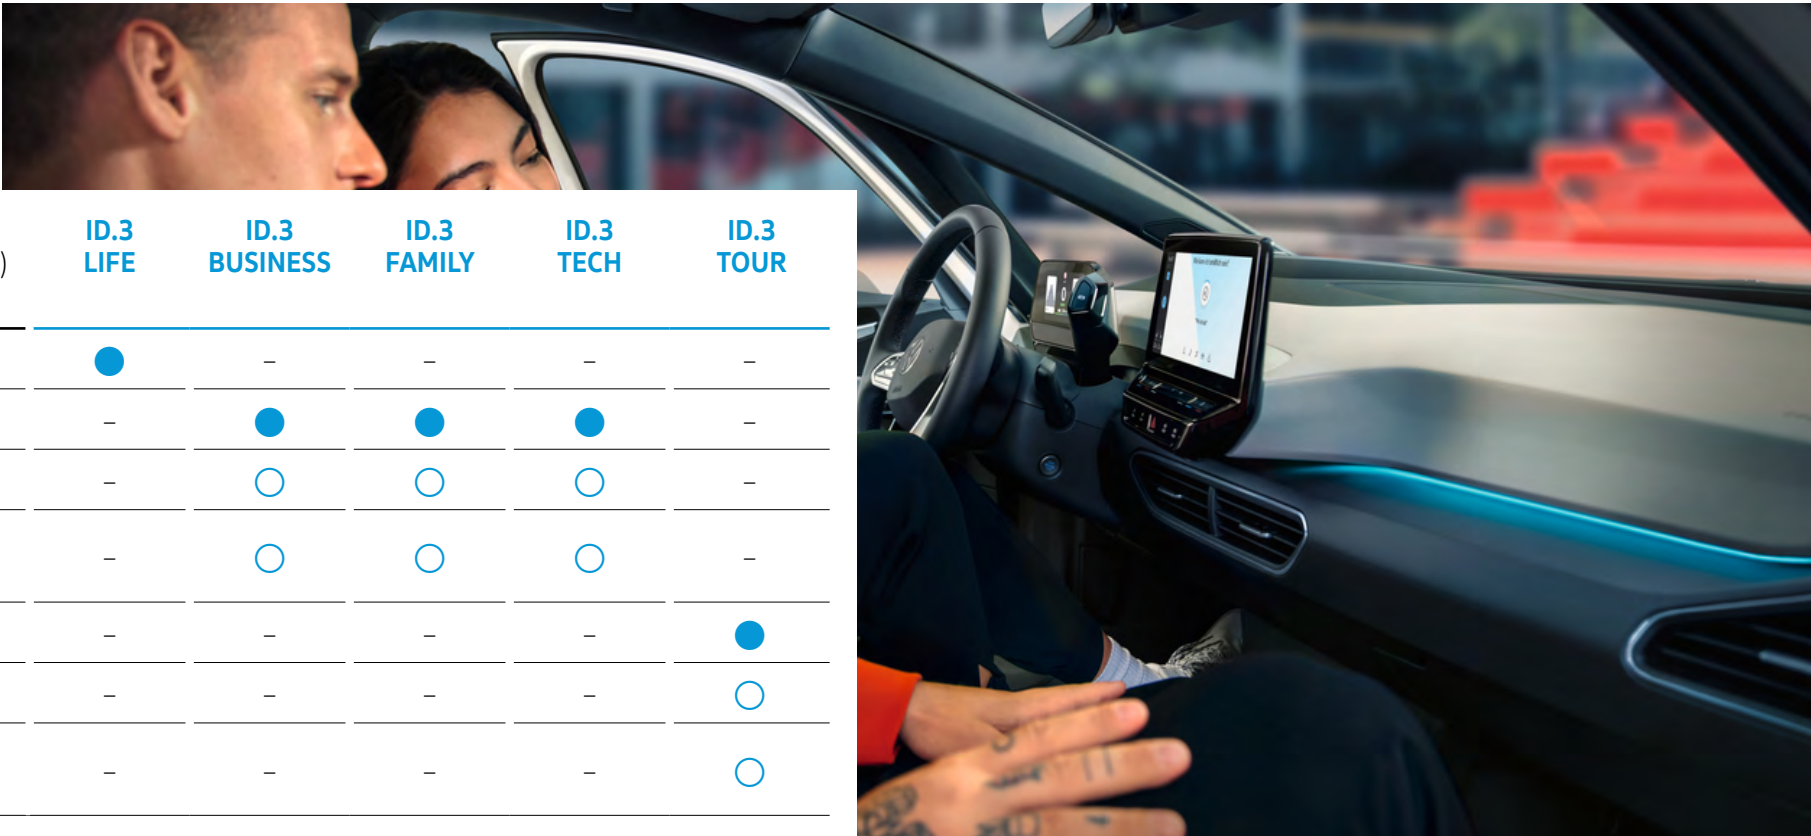 ID.3 ID.3 ID.3 ID.3 ID.3
) LIFE BUSINESS FAMILY TECH TOUR
– – – –
– –
– –
– –
– – – –
– – – –
– – – –